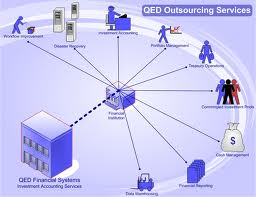 QED Outsourcing Services
Investment Accounting
Workflow Improvement
Disaster Recovery
Portfolio Management
Treasury Operations
Commingled Investment Pools
Financial
Institution
Cash Management
QED Financial Systems
Investment Accounting Services
Financial Reporting
Data Warehousing